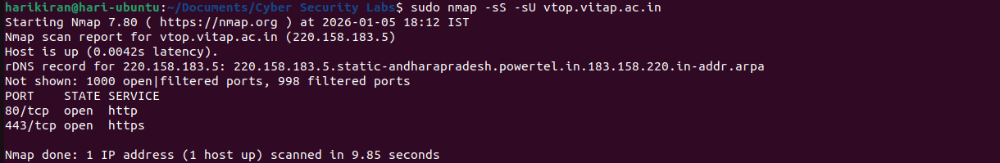 harikiran@hari-ubuntu:~/Documents/Cyber Security Labs$ sudo nmap -sS -sU vtop.vitap.ac.in
Starting Nmap 7.80 ( https://nmap.org ) at 2026-01-05 18:12 IST
Nmap scan report for vtop.vitap.ac.in (220.158.183.5)
Host is up (0.0042s latency).
rDNS record for 220.158.183.5: 220.158.183.5.static-andharapradesh.powertel.in.183.158.220.in-addr.arpa
Not shown: 1000 open|filtered ports, 998 filtered ports
PORT    STATE SERVICE
80/tcp  open  http
443/tcp open  https
Nmap done: 1 IP address (1 host up) scanned in 9.85 seconds